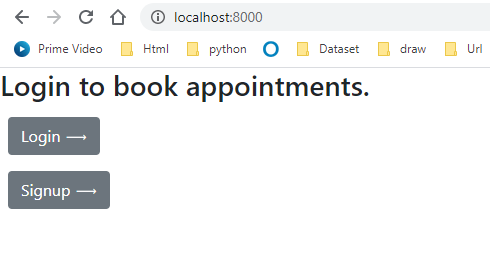 localhost:8000
Prime Video Html python Dataset draw Url
Login to book appointments.
Login ⟶
Signup ⟶